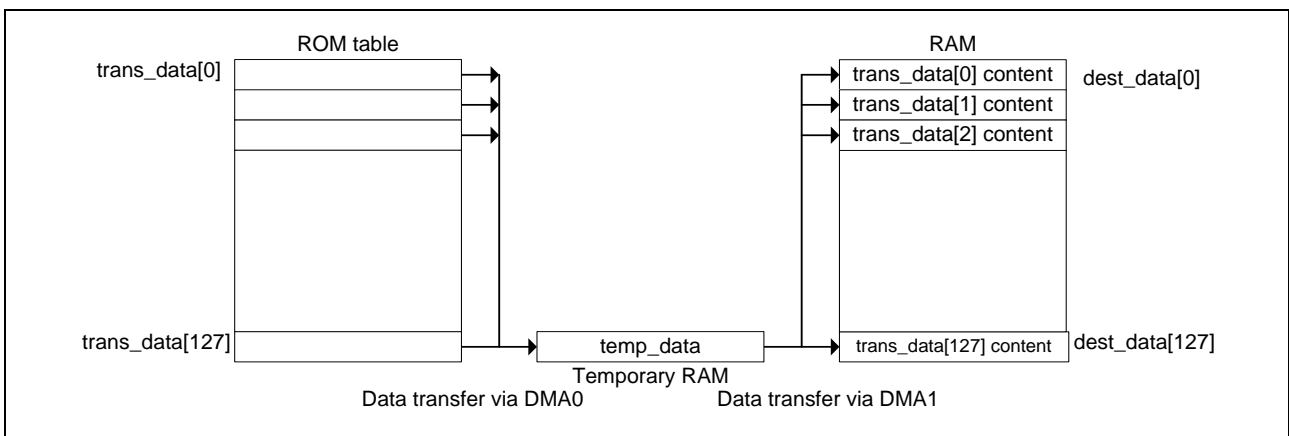 ROM table
RAM
trans_data[0]
trans_data[0] content
dest_data[0]
trans_data[1] content
trans_data[2] content
trans_data[127]
temp_data
trans_data[127] content
dest_data[127]
Temporary RAM
Data transfer via DMA0
Data transfer via DMA1